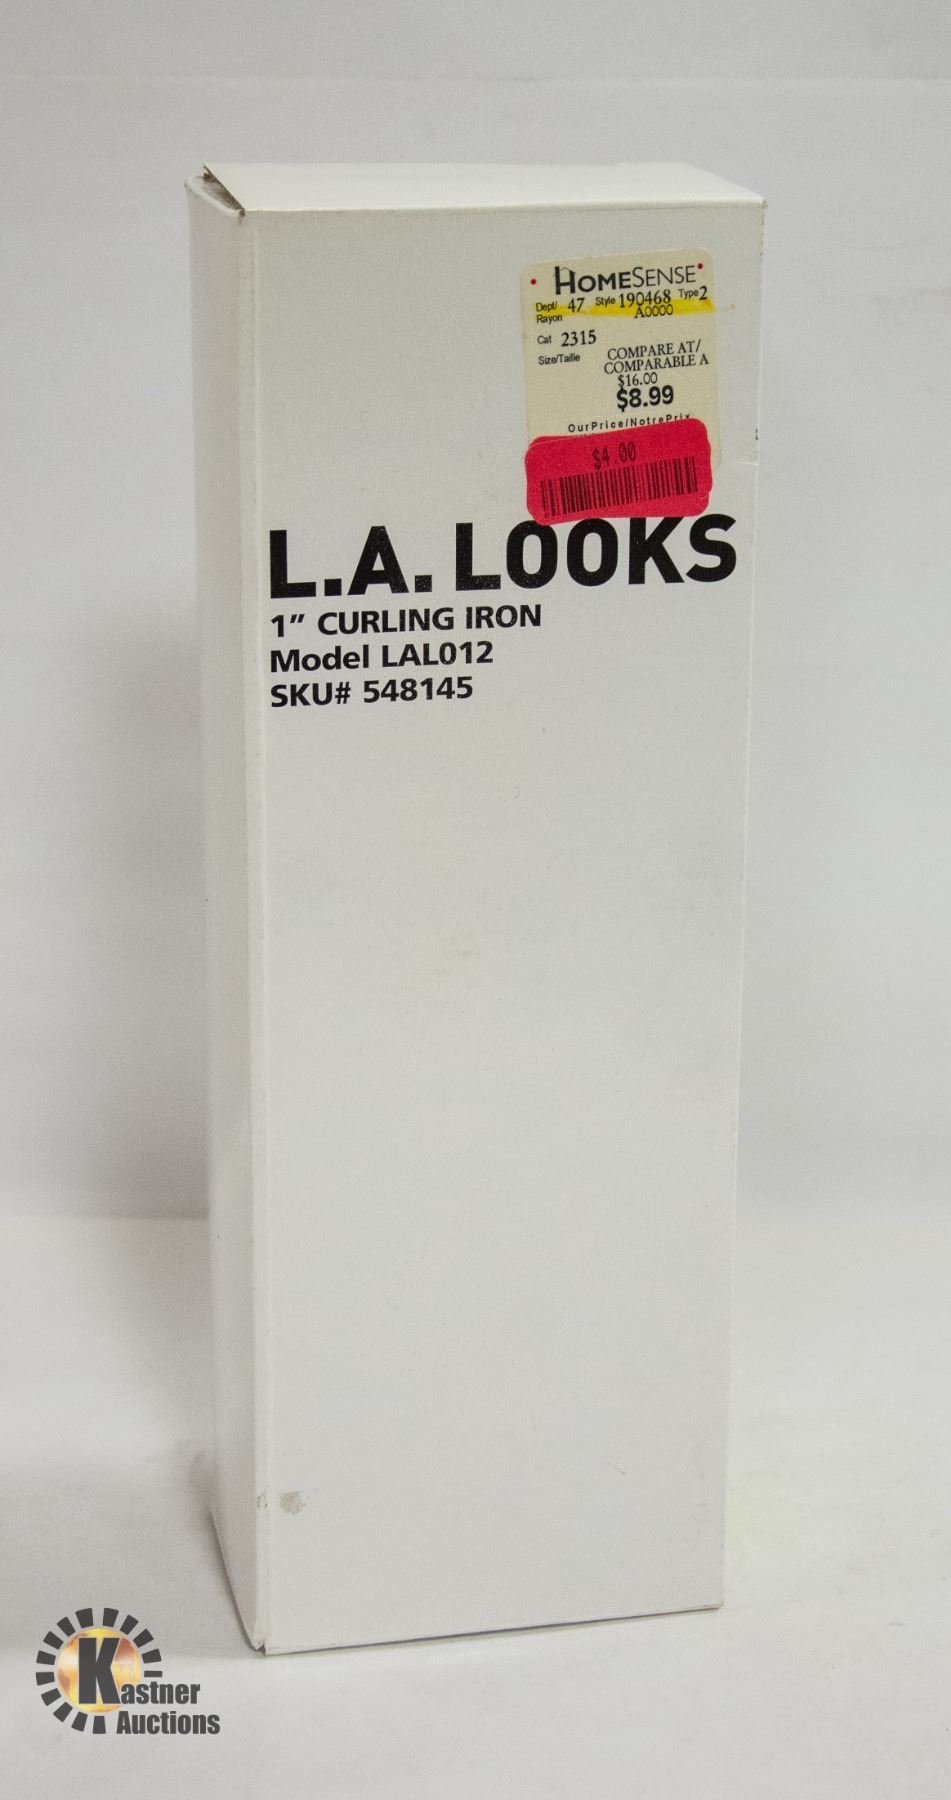 HOMESENSE
Dept/ 47 Style 190468 Type 2
Rayon A0000
Cat 2315
Size/Taille COMPARE AT/
COMPARABLE A
$16.00
$8.99
OurPrice/NotrePrix
$4.00
L.A. LOOKS
1" CURLING IRON
Model LAL012
SKU# 548145
Kastner
Auctions